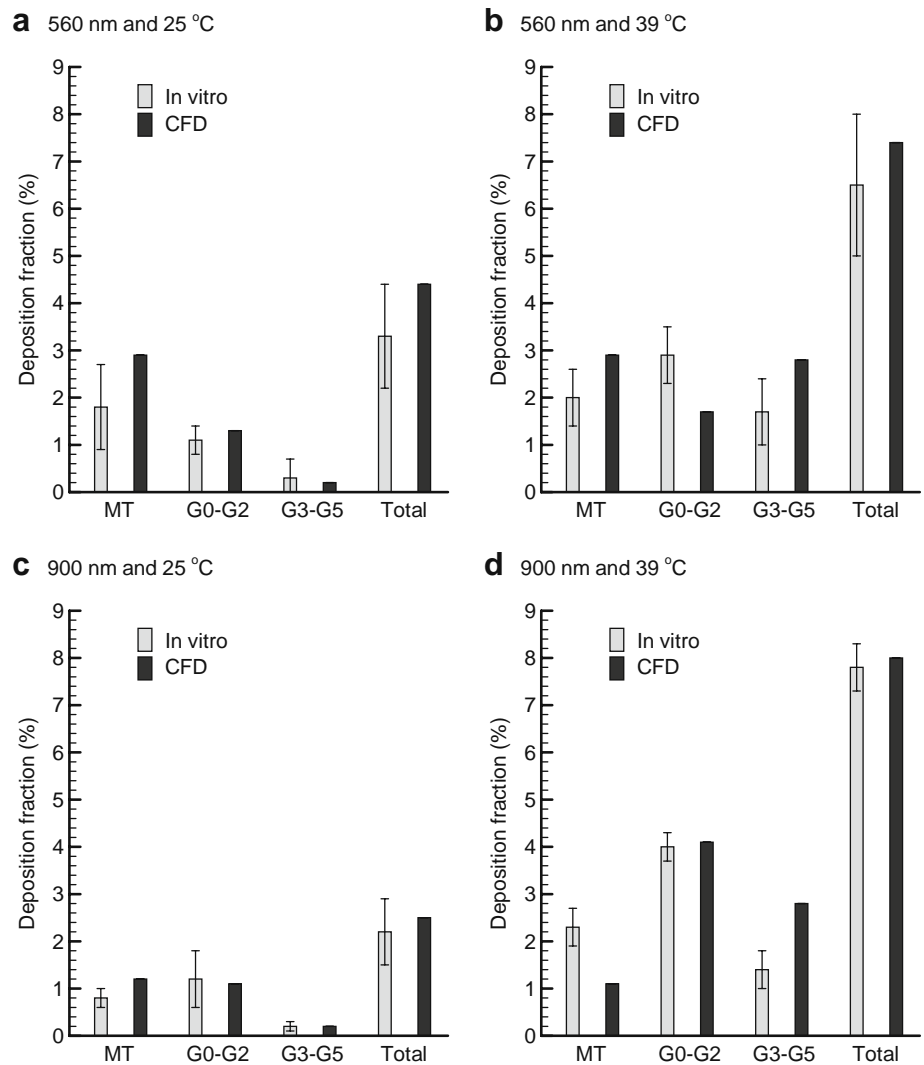 a 560 nm and 25 °C
Deposition fraction (%)
9
8
7
6
5
4
3
2
1
0
In vitro
CFD
MT G0-G2 G3-G5 Total
b 560 nm and 39 °C
Deposition fraction (%)
9
8
7
6
5
4
3
2
1
0
In vitro
CFD
MT G0-G2 G3-G5 Total
c 900 nm and 25 °C
Deposition fraction (%)
9
8
7
6
5
4
3
2
1
0
In vitro
CFD
MT G0-G2 G3-G5 Total
d 900 nm and 39 °C
Deposition fraction (%)
9
8
7
6
5
4
3
2
1
0
In vitro
CFD
MT G0-G2 G3-G5 Total